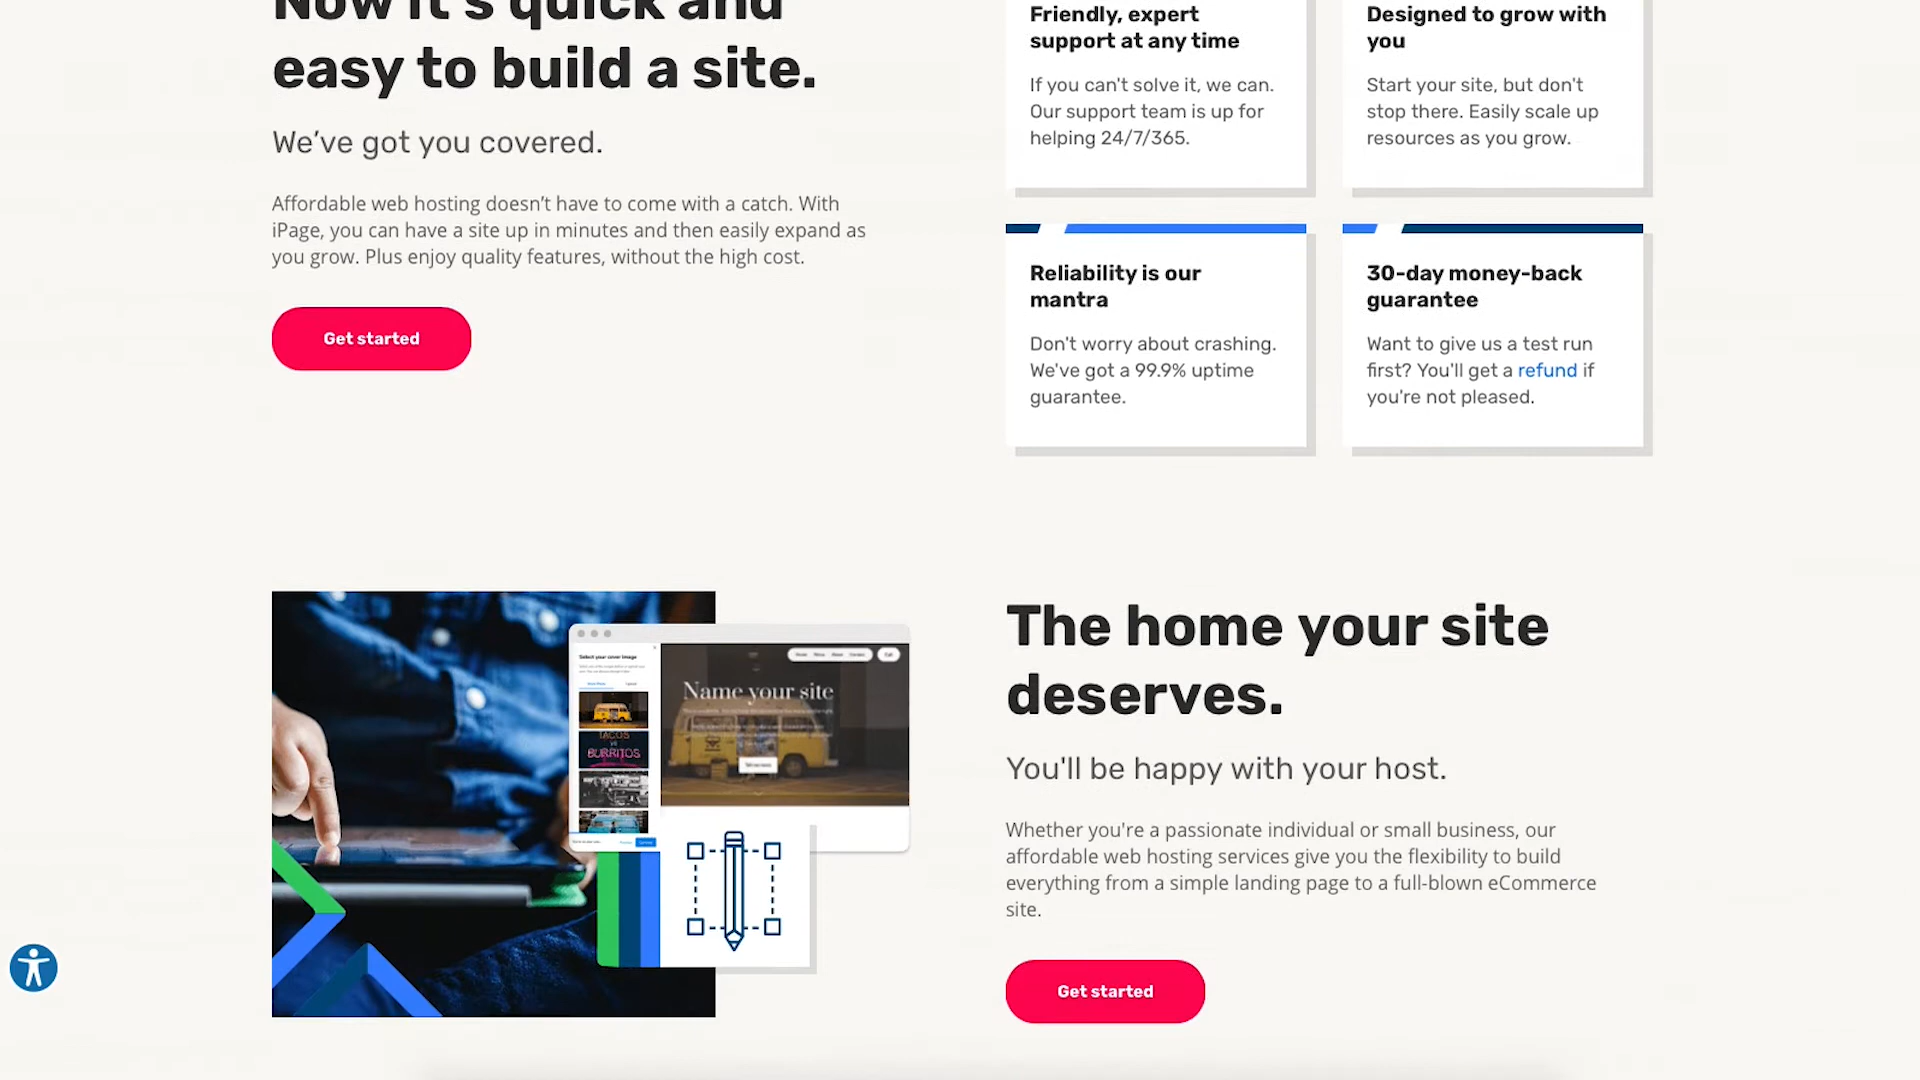 Now it's quick and
easy to build a site.
We’ve got you covered.
Affordable web hosting doesn’t have to come with a catch. With
iPage, you can have a site up in minutes and then easily expand as
you grow. Plus enjoy quality features, without the high cost.
Get started
Friendly, expert
support at any time
If you can't solve it, we can.
Our support team is up for
helping 24/7/365.
Designed to grow with
you
Start your site, but don't
stop there. Easily scale up
resources as you grow.
Reliability is our
mantra
Don't worry about crashing.
We've got a 99.9% uptime
guarantee.
30-day money-back
guarantee
Want to give us a test run
first? You'll get a refund if
you're not pleased.
Select your cover image
Name your site
TACOS
BURRITOS
The home your site
deserves.
You'll be happy with your host.
Whether you're a passionate individual or small business, our
affordable web hosting services give you the flexibility to build
everything from a simple landing page to a full-blown eCommerce
site.
Get started